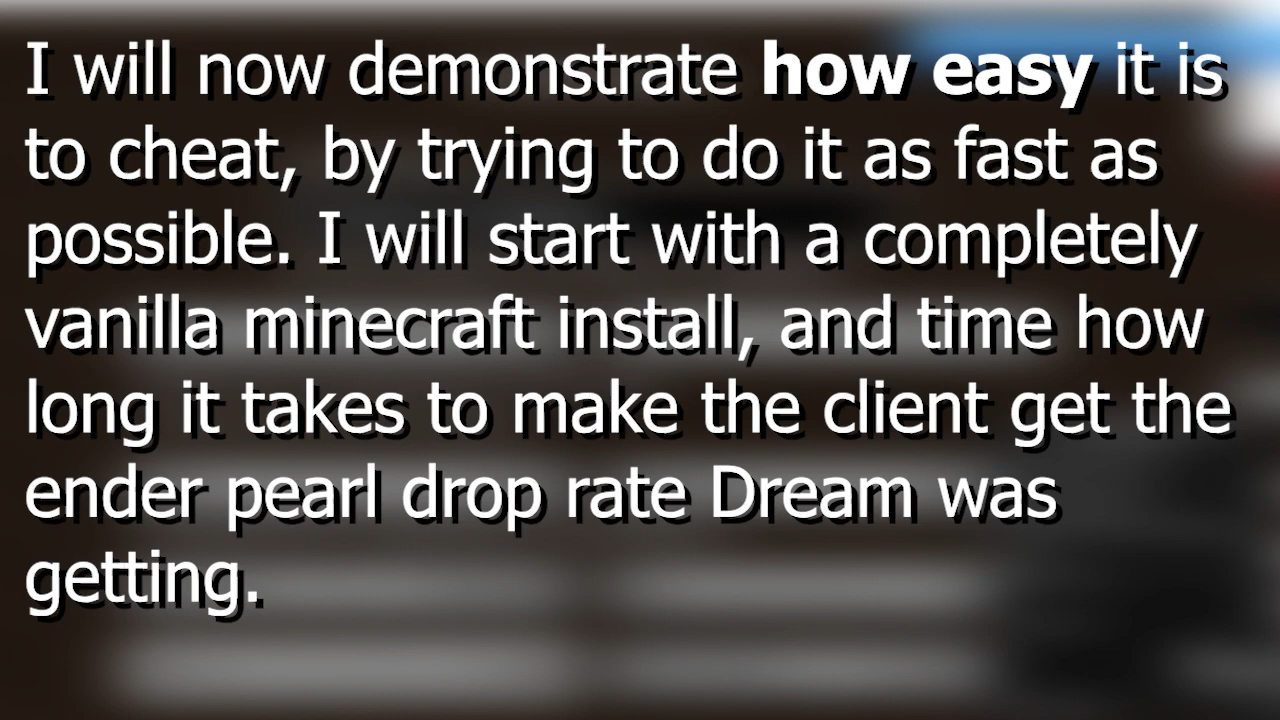 I will now demonstrate how easy it is
to cheat, by trying to do it as fast as
possible. I will start with a completely
vanilla minecraft install, and time how
long it takes to make the client get the
ender pearl drop rate Dream was
getting.